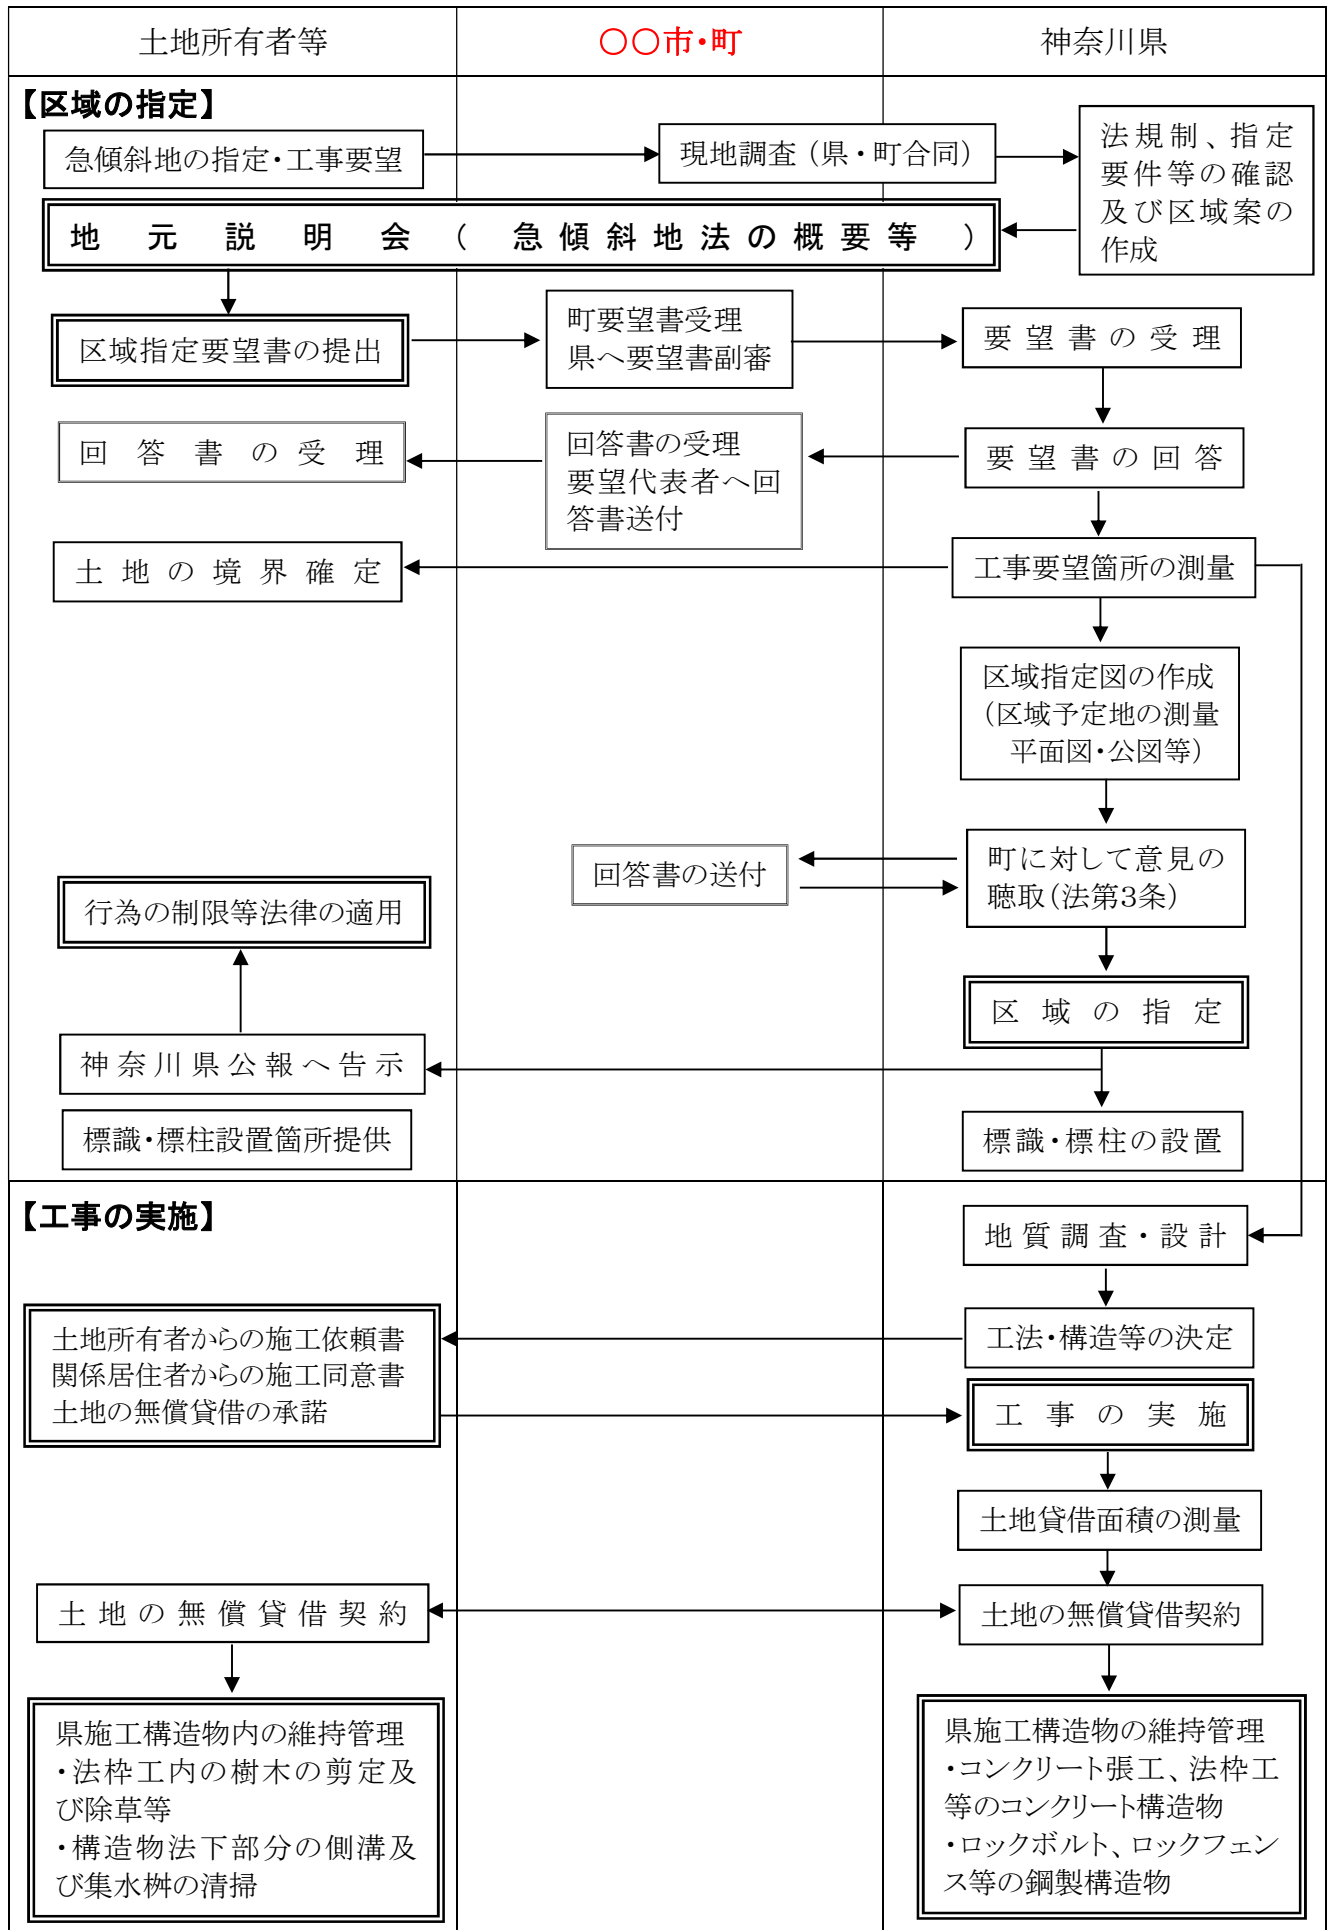 土地所有者等
〇〇市・町
神奈川県
【区域の指定】
急傾斜地の指定・工事要望
現地調査（県・町合同）
法規制、指定
要件等の確認
及び区域案の
作成
地元説明会（急傾斜地法の概要等）
区域指定要望書の提出
町要望書受理
県へ要望書副審
要望書の受理
回答書の受理
回答書の受理
要望代表者へ回
答書送付
要望書の回答
土地の境界確定
工事要望箇所の測量
区域指定図の作成
（区域予定地の測量
平面図・公図等）
回答書の送付
町に対して意見の
聴取（法第３条）
行為の制限等法律の適用
区域の指定
神奈川県公報へ告示
標識・標柱設置箇所提供
標識・標柱の設置
【工事の実施】
地質調査・設計
土地所有者からの施工依頼書
関係居住者からの施工同意書
土地の無償貸借の承諾
工法・構造等の決定
工事の実施
土地貸借面積の測量
土地の無償貸借契約
土地の無償貸借契約
県施工構造物内の維持管理
・法枠工内の樹木の剪定及
び除草等
・構造物法下部分の側溝及
び集水桝の清掃
県施工構造物の維持管理
・コンクリート張工、法枠工
等のコンクリート構造物
・ロックボルト、ロックフェン
ス等の鋼製構造物